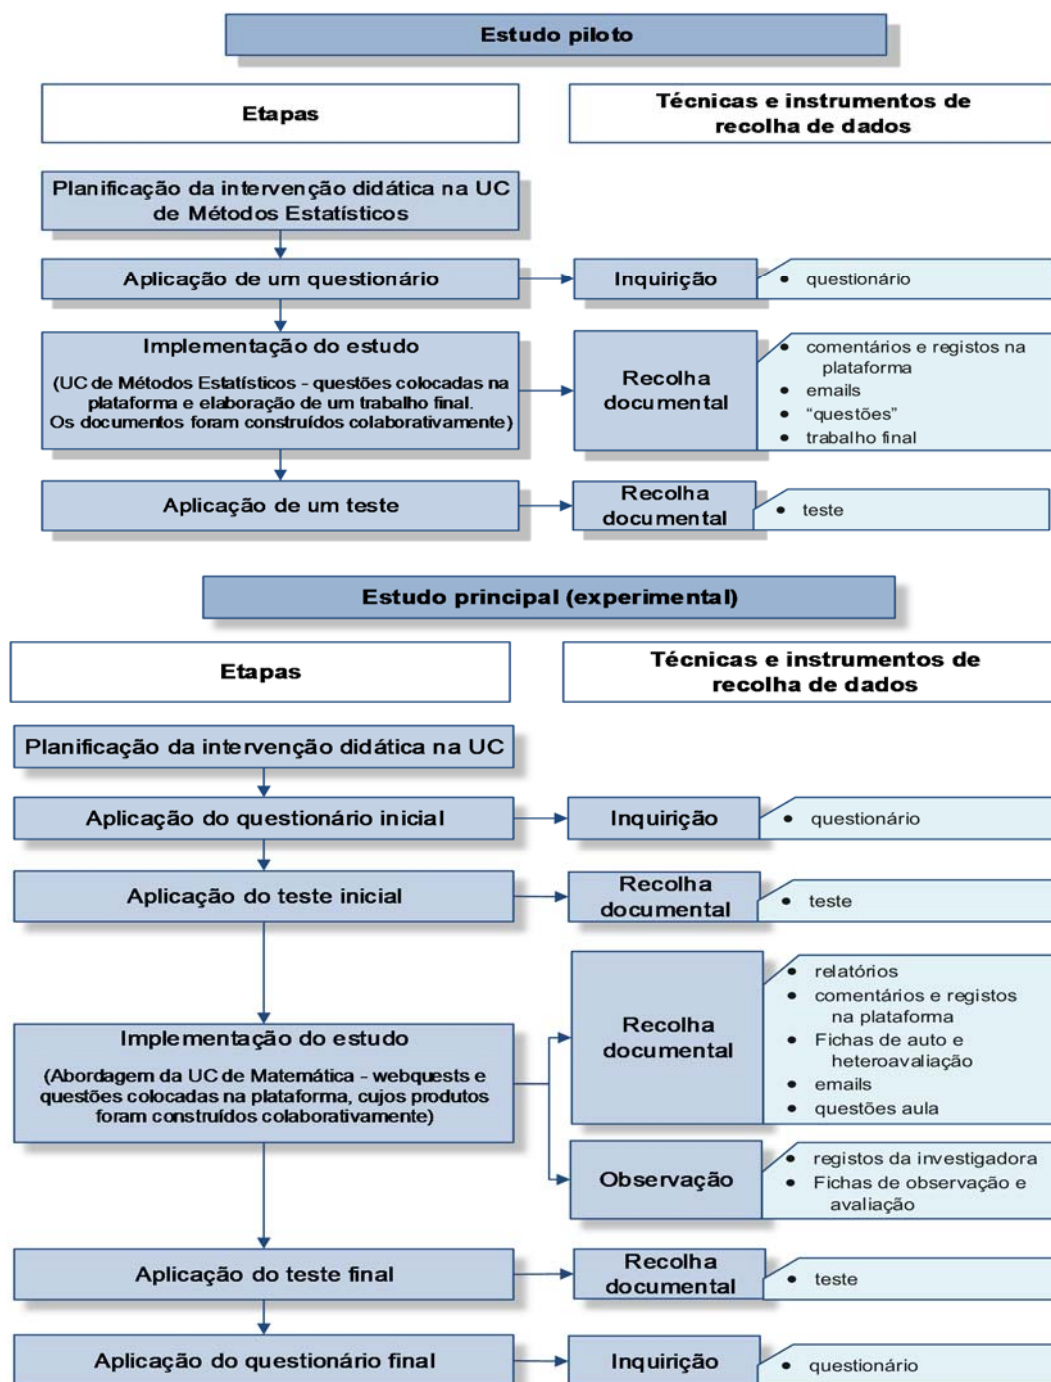 Estudo piloto
Etapas
Técnicas e instrumentos de
recolha de dados
Planificação da intervenção didática na UC
de Métodos Estatísticos
Aplicação de um questionário
Inquirição
• questionário
Implementação do estudo
(UC de Métodos Estatísticos - questões colocadas na
plataforma e elaboração de um trabalho final.
Os documentos foram construídos colaborativamente)
Recolha
documental
• comentários e registos na
plataforma
• emails
• “questões”
• trabalho final
Aplicação de um teste
Recolha
documental
• teste
Estudo principal (experimental)
Etapas
Técnicas e instrumentos de
recolha de dados
Planificação da intervenção didática na UC
Aplicação do questionário inicial
Inquirição
• questionário
Aplicação do teste inicial
Recolha
documental
• teste
Implementação do estudo
(Abordagem da UC de Matemática - webquests e
questões colocadas na plataforma, cujos produtos
foram construídos colaborativamente)
Recolha
documental
• relatórios
• comentários e registos
na plataforma
• Fichas de auto e
heteroavaliação
• emails
• questões aula
Observação
• registos da investigadora
• Fichas de observação e
avaliação
Aplicação do teste final
Recolha
documental
• teste
Aplicação do questionário final
Inquirição
• questionário